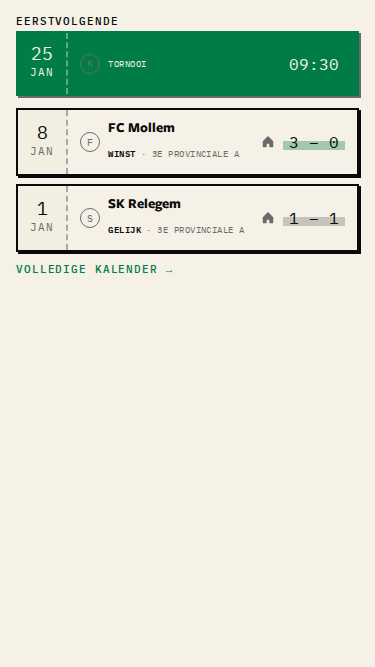 EERSTVOLGENDE
25
JAN
K
TORNOOI
09:30
8
JAN
F
FC Mollem
WINST · 3E PROVINCIALE A
3 – 0
1
JAN
S
SK Relegem
GELIJK · 3E PROVINCIALE A
1 – 1
VOLLEDIGE KALENDER →